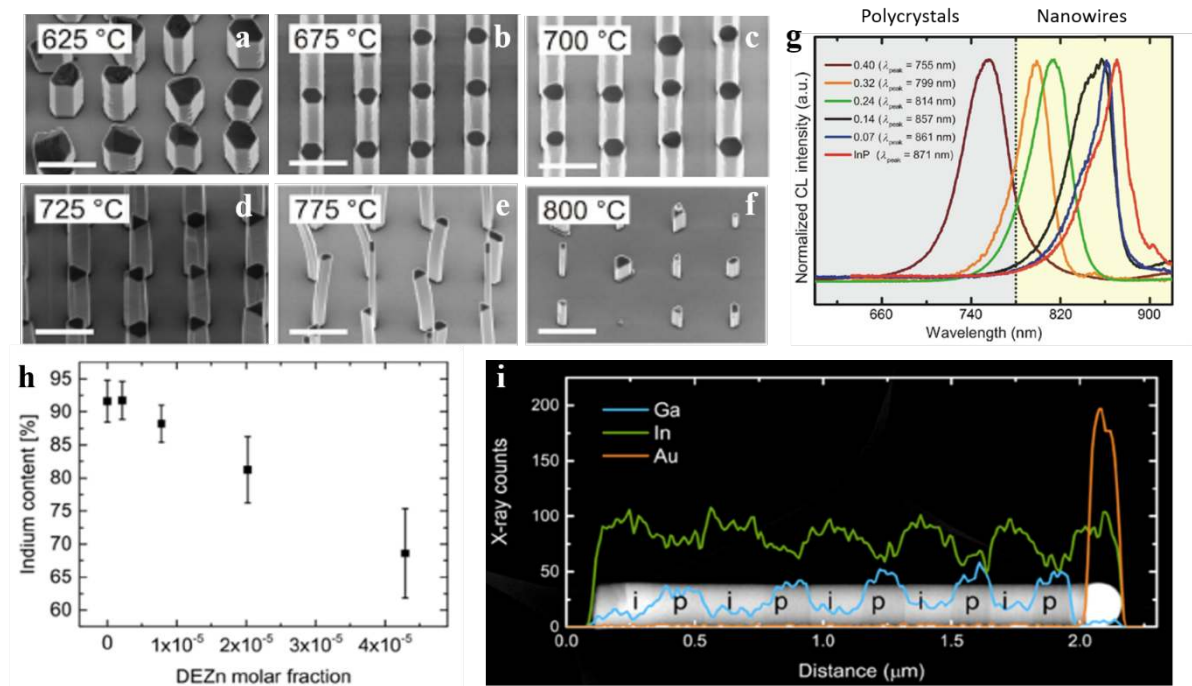 Polycrystals Nanowires
625 °C a
675 °C b
700 °C c
725 °C d
775 °C e
800 °C f
g
Normalized CL intensity (a.u.)
0.40 (λpeak = 755 nm)
0.32 (λpeak = 799 nm)
0.24 (λpeak = 814 nm)
0.14 (λpeak = 857 nm)
0.07 (λpeak = 861 nm)
InP (λpeak = 871 nm)
660 740 820 900
Wavelength (nm)
h
Indium content [%]
95
90
85
80
75
70
65
60
0 1x10⁻⁵ 2x10⁻⁵ 3x10⁻⁵ 4x10⁻⁵
DEZn molar fraction
i
X-ray counts
200
150
100
50
0
Ga
In
Au
i p i p i p i p i p
0.0 0.5 1.0 1.5 2.0
Distance (μm)